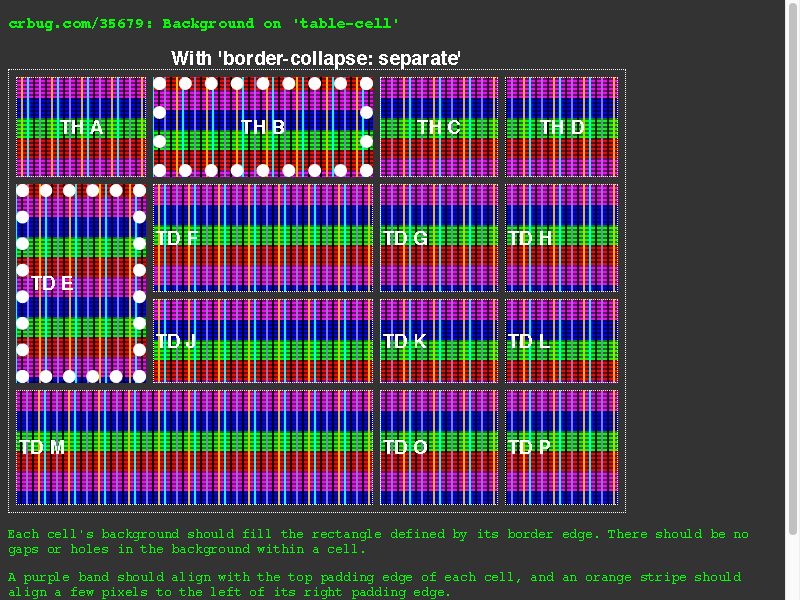 crbug.com/35679: Background on 'table-cell'
With 'border-collapse: separate'
TH A TH B TH C TH D
TD E
TD F TD G TD H
TD J TD K TD L
TD M TD O TD P
Each cell's background should fill the rectangle defined by its border edge. There should be no
gaps or holes in the background within a cell.
A purple band should align with the top padding edge of each cell, and an orange stripe should
align a few pixels to the left of its right padding edge.